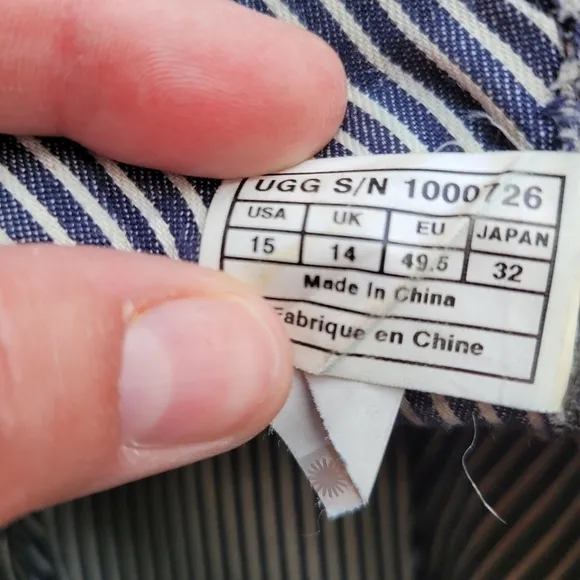 UGG S/N 1000726
USA UK EU JAPAN
15 14 49.5 32
Made In China
Fabrique en Chine